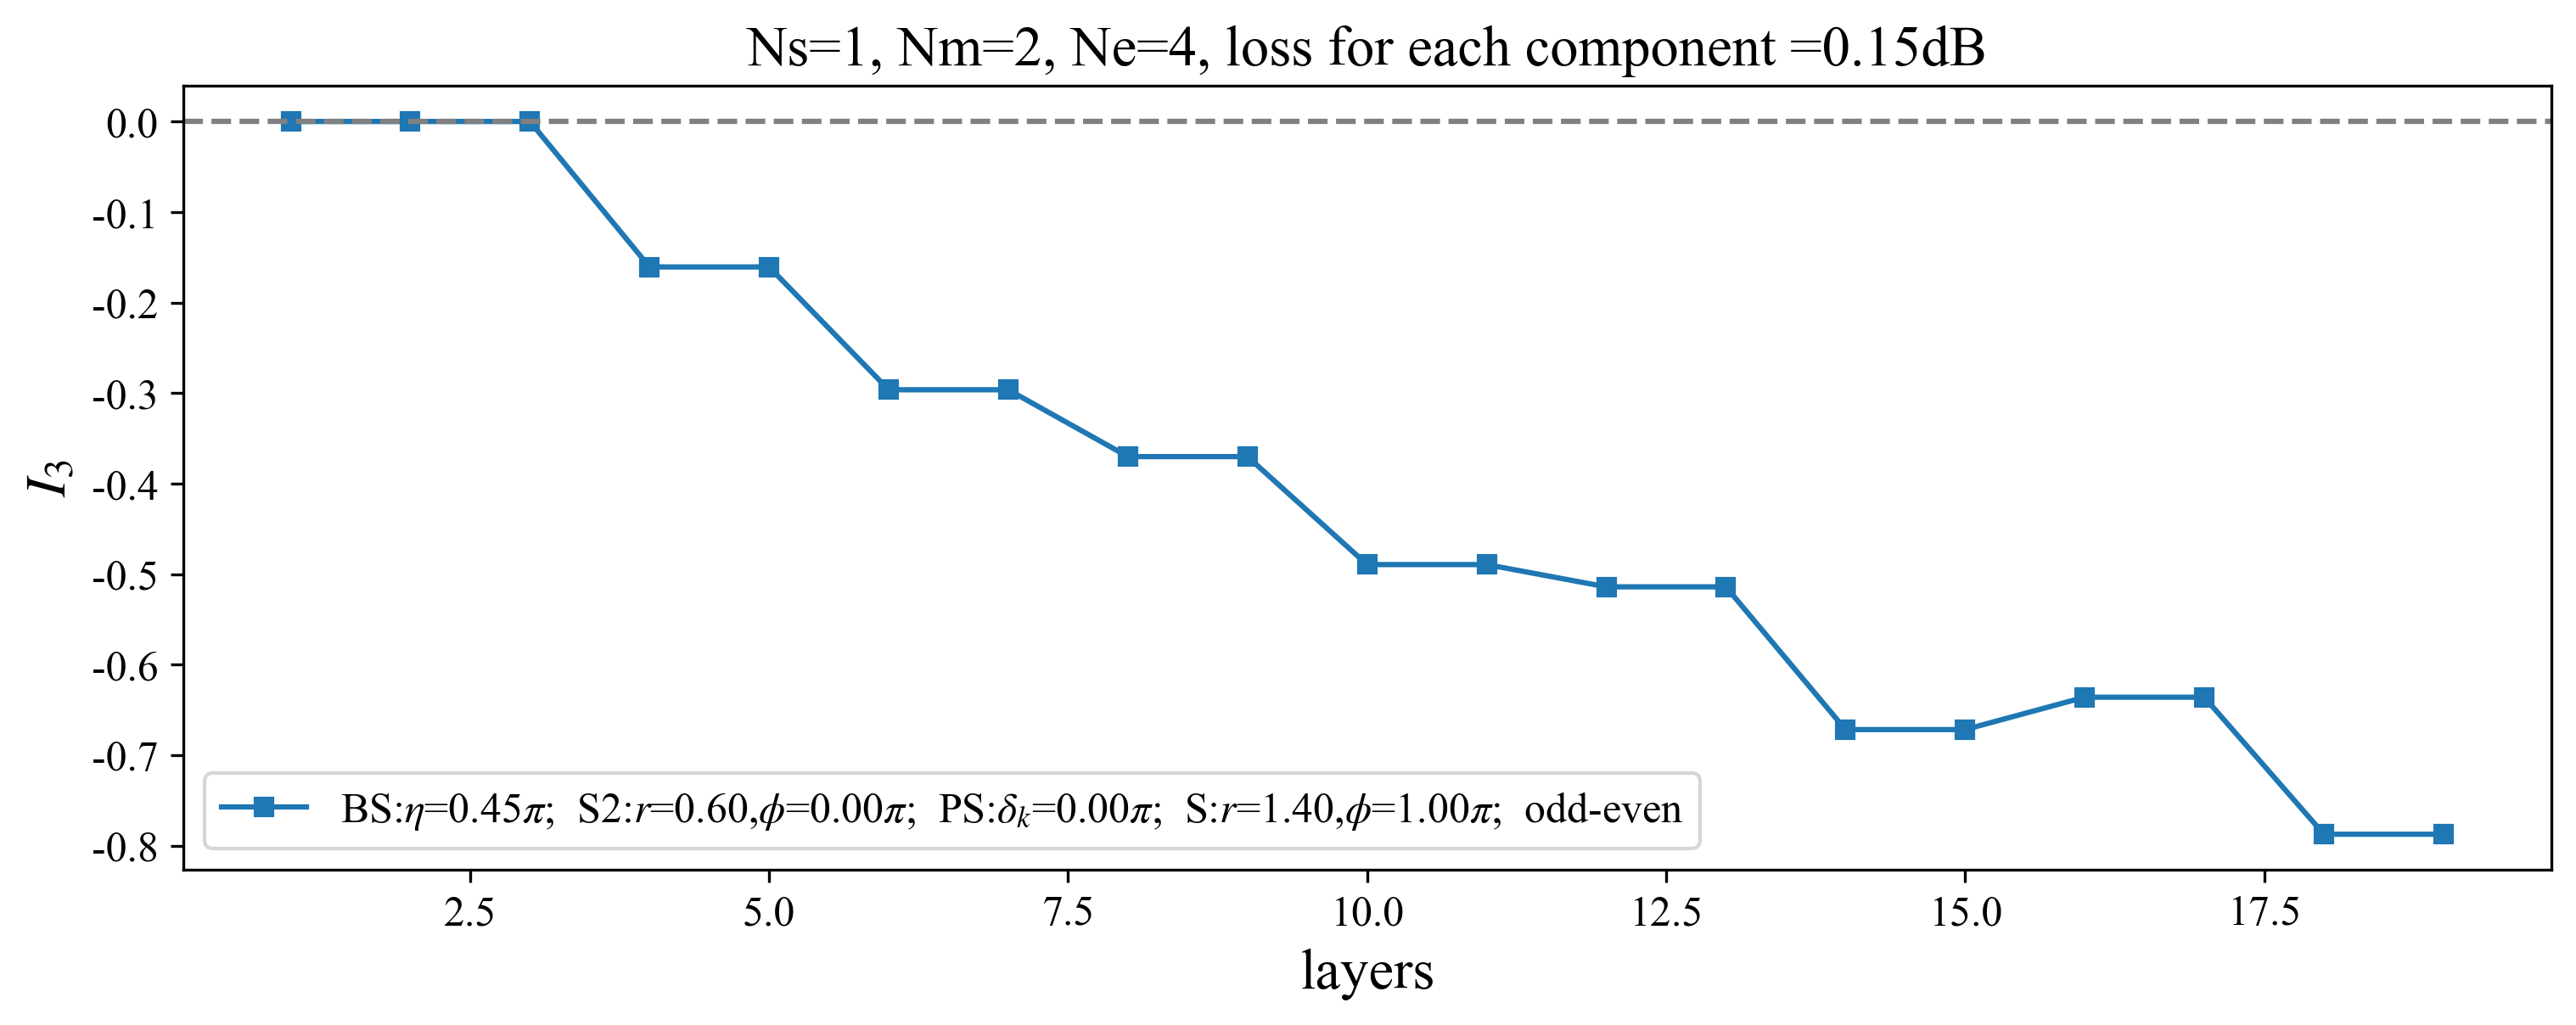 Ns=1, Nm=2, Ne=4, loss for each component =0.15dB
I₃
0.0
-0.1
-0.2
-0.3
-0.4
-0.5
-0.6
-0.7
-0.8
BS:η=0.45π; S2:r=0.60,ϕ=0.00π; PS:δₖ=0.00π; S:r=1.40,ϕ=1.00π; odd-even
2.5 5.0 7.5 10.0 12.5 15.0 17.5
layers